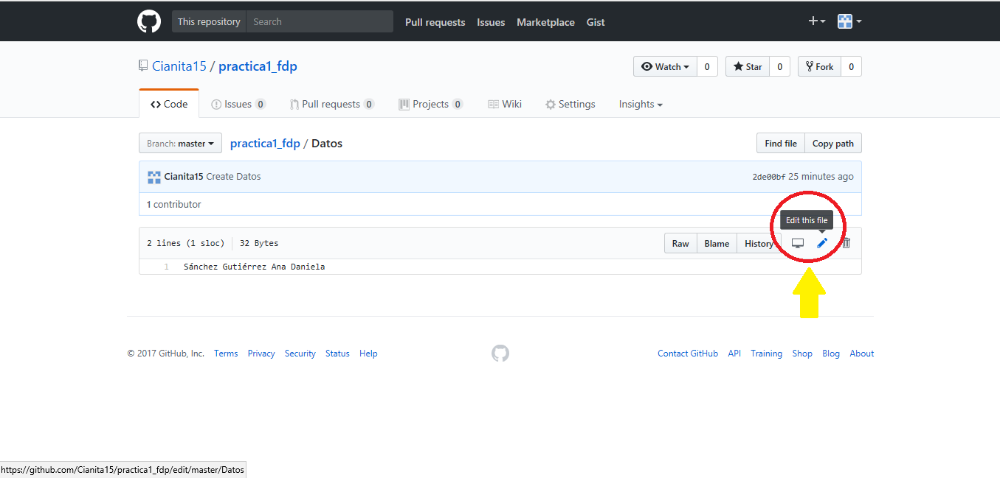 This repository Search Pull requests Issues Marketplace Gist
Cianita15 / practica1_fdp Watch 0 Star 0 Fork 0
Code Issues 0 Pull requests 0 Projects 0 Wiki Settings Insights
Branch: master practica1_fdp / Datos Find file Copy path
Cianita15 Create Datos 2de00bf 25 minutes ago
1 contributor
Edit this file
2 lines (1 sloc) 32 Bytes Raw Blame History
1 Sánchez Gutiérrez Ana Daniela
© 2017 GitHub, Inc. Terms Privacy Security Status Help Contact GitHub API Training Shop Blog About
https://github.com/Cianita15/practica1_fdp/edit/master/Datos